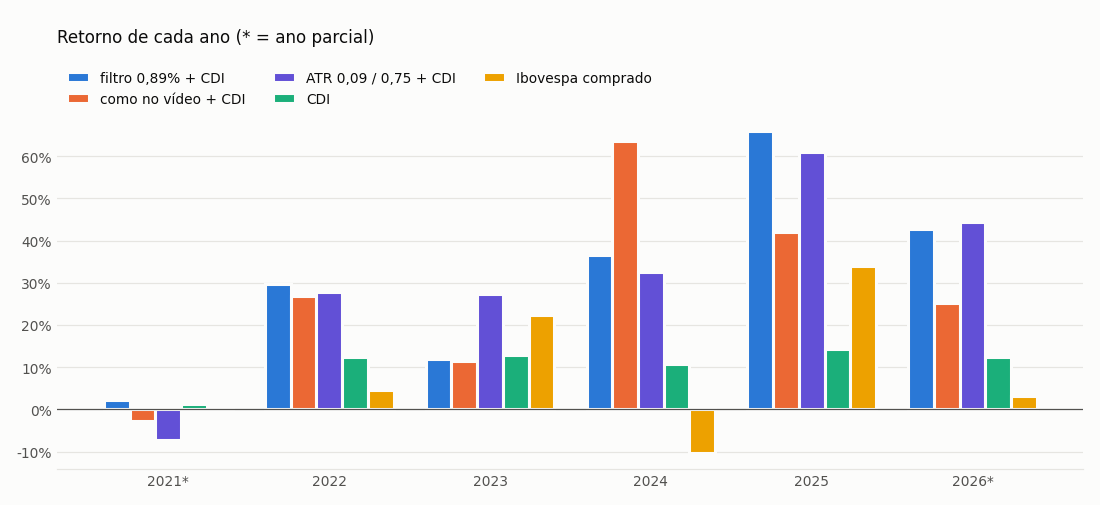 Retorno de cada ano (* = ano parcial)
filtro 0,89% + CDI
como no vídeo + CDI
ATR 0,09 / 0,75 + CDI
CDI
Ibovespa comprado
60%
50%
40%
30%
20%
10%
0%
-10%
2021*
2022
2023
2024
2025
2026*